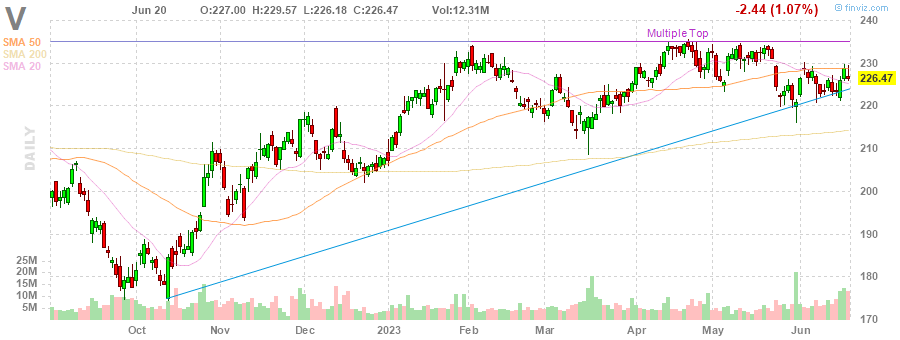 V Jun 20 O:227.00 H:229.57 L:226.18 C:226.47 Vol:12.31M -2.44 (1.07%) © finviz.com
SMA 50
SMA 200
SMA 20
DAILY
Multiple Top
240
230
226.47
220
210
200
190
180
170
25M
20M
15M
10M
5M
Oct Nov Dec 2023 Feb Mar Apr May Jun